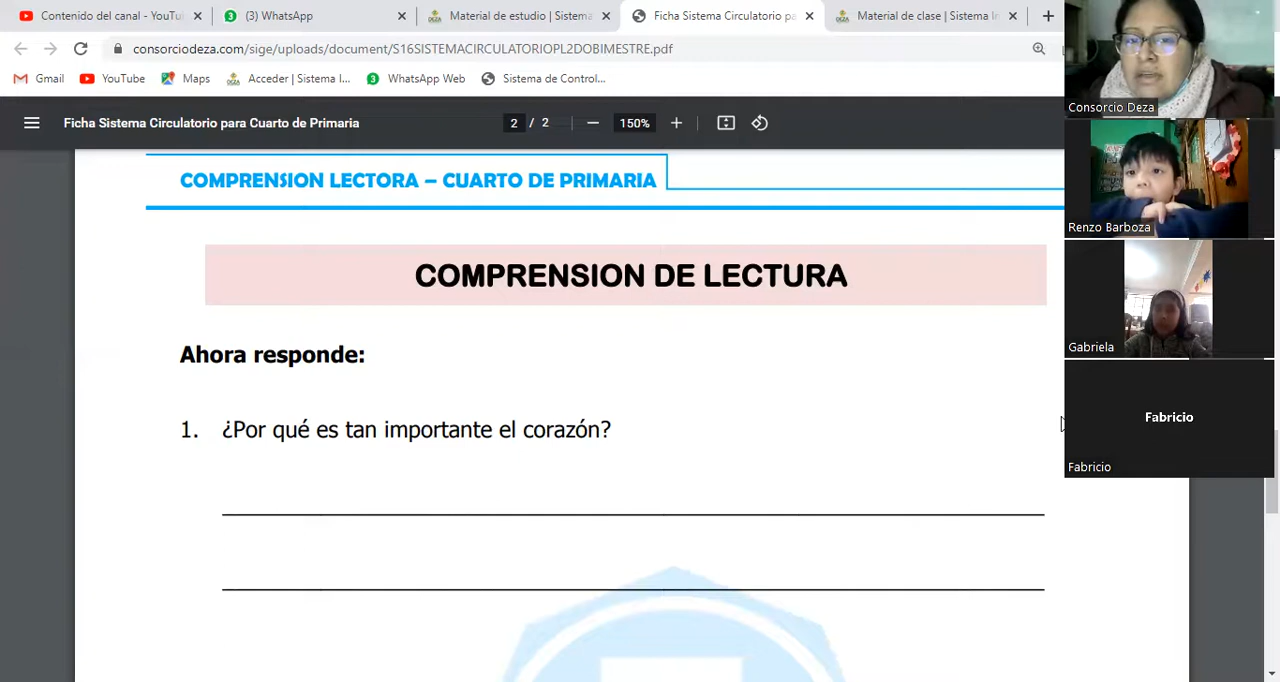 Contenido del canal - YouTu
(3) WhatsApp
Material de estudio | Sistema
Ficha Sistema Circulatorio pa
Material de clase | Sistema In
consorciodeza.com/sige/uploads/document/S16SISTEMACIRCULATORIOPL2DOBIMESTRE.pdf
Gmail
YouTube
Maps
Acceder | Sistema I...
WhatsApp Web
Sistema de Control...
Ficha Sistema Circulatorio para Cuarto de Primaria
2 / 2
150%
COMPRENSION LECTORA – CUARTO DE PRIMARIA
COMPRENSION DE LECTURA
Ahora responde:
1. ¿Por qué es tan importante el corazón?
Consorcio Deza
Renzo Barboza
Gabriela
Fabricio
Fabricio